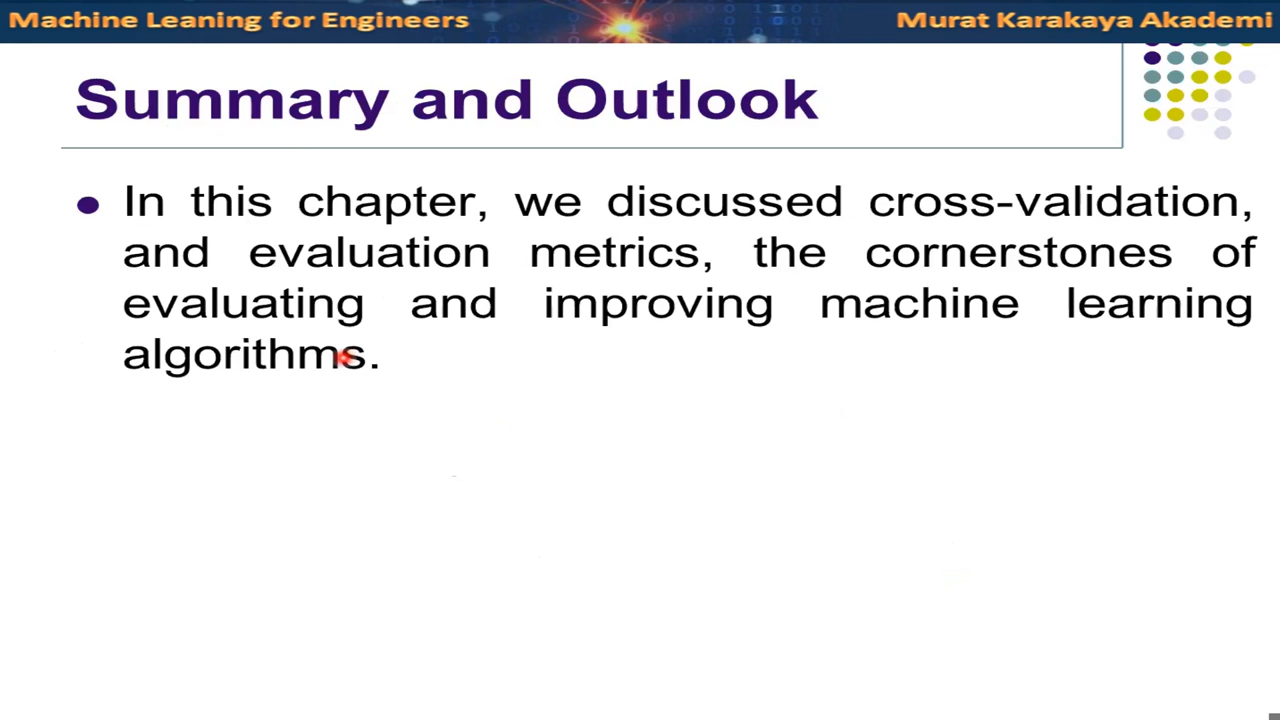 Machine Leaning for Engineers
Murat Karakaya Akademi
Summary and Outlook
In this chapter, we discussed cross-validation,
and evaluation metrics, the cornerstones of
evaluating and improving machine learning
algorithms.